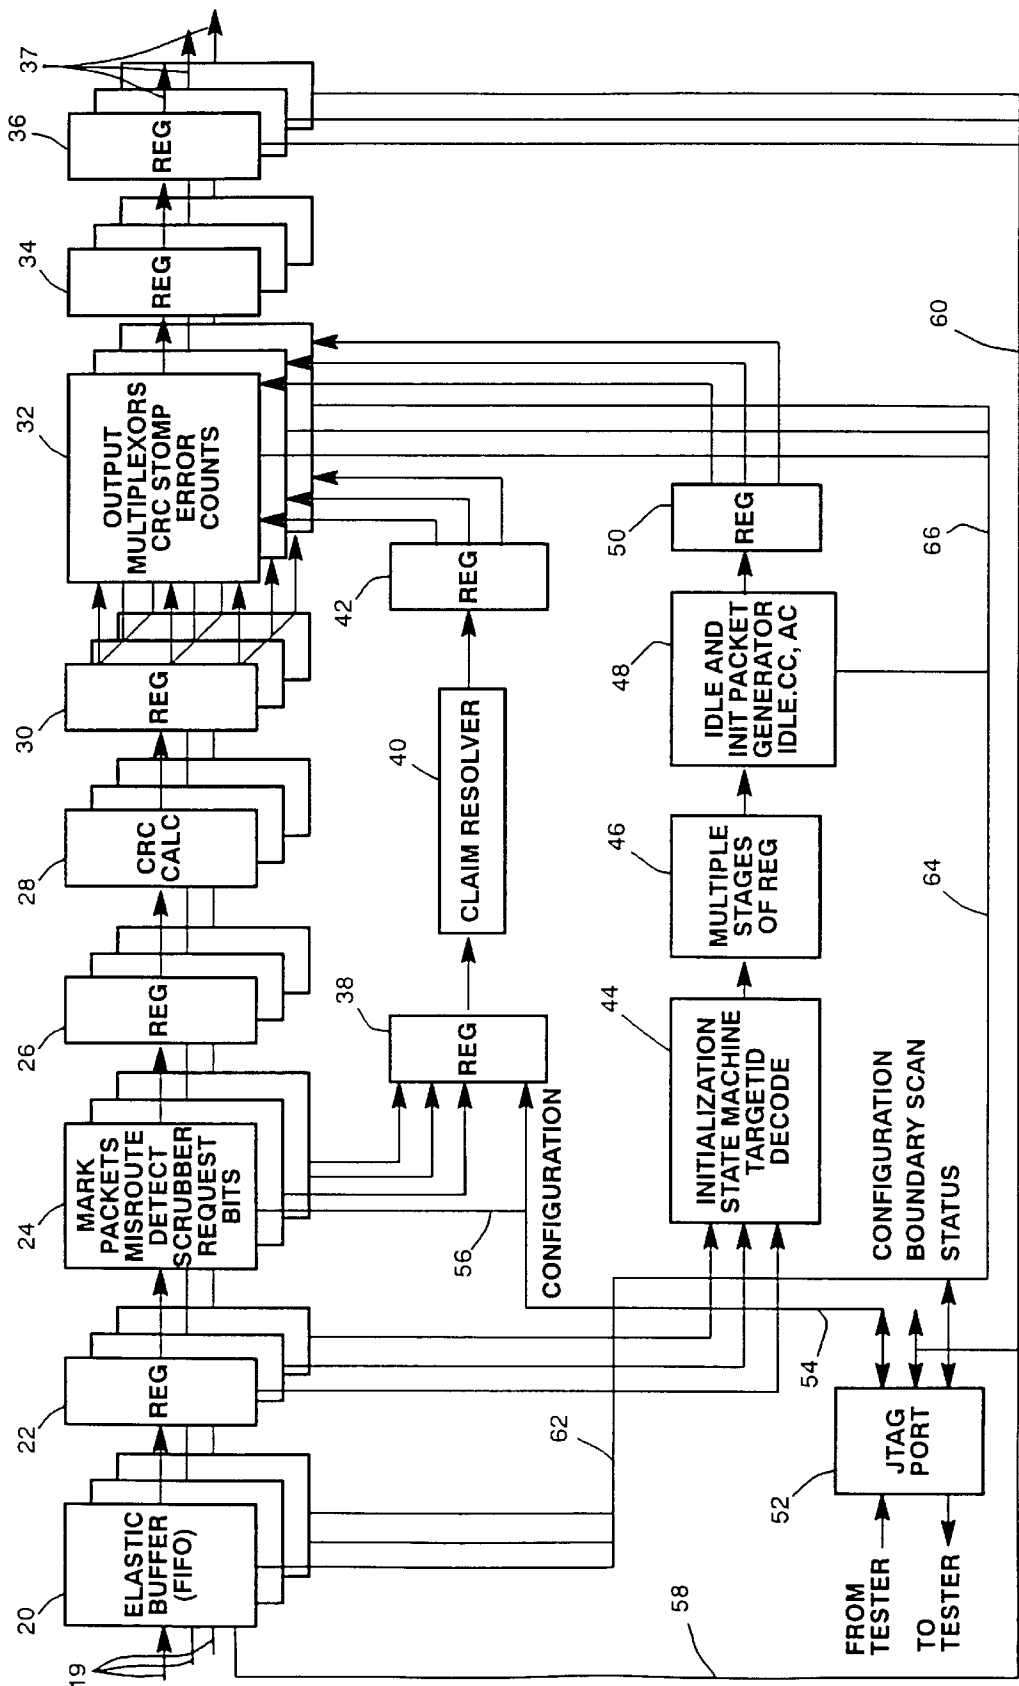 19
20
ELASTIC
BUFFER
(FIFO)
22
REG
24
MARK
PACKETS
MISROUTE
DETECT
SCRUBBER
REQUEST
BITS
26
REG
28
CRC
CALC
30
REG
32
OUTPUT
MULTIPLEXORS
CRC STOMP
ERROR
COUNTS
34
REG
36
REG
37
56
CONFIGURATION
38
REG
40
CLAIM RESOLVER
42
REG
62
44
INITIALIZATION
STATE MACHINE
TARGETID
DECODE
46
MULTIPLE
STAGES
OF REG
48
IDLE AND
INIT PACKET
GENERATOR
IDLE.CC, AC
50
REG
58
FROM
TESTER
TO
TESTER
52
JTAG
PORT
54
CONFIGURATION
BOUNDARY SCAN
STATUS
64
66
60